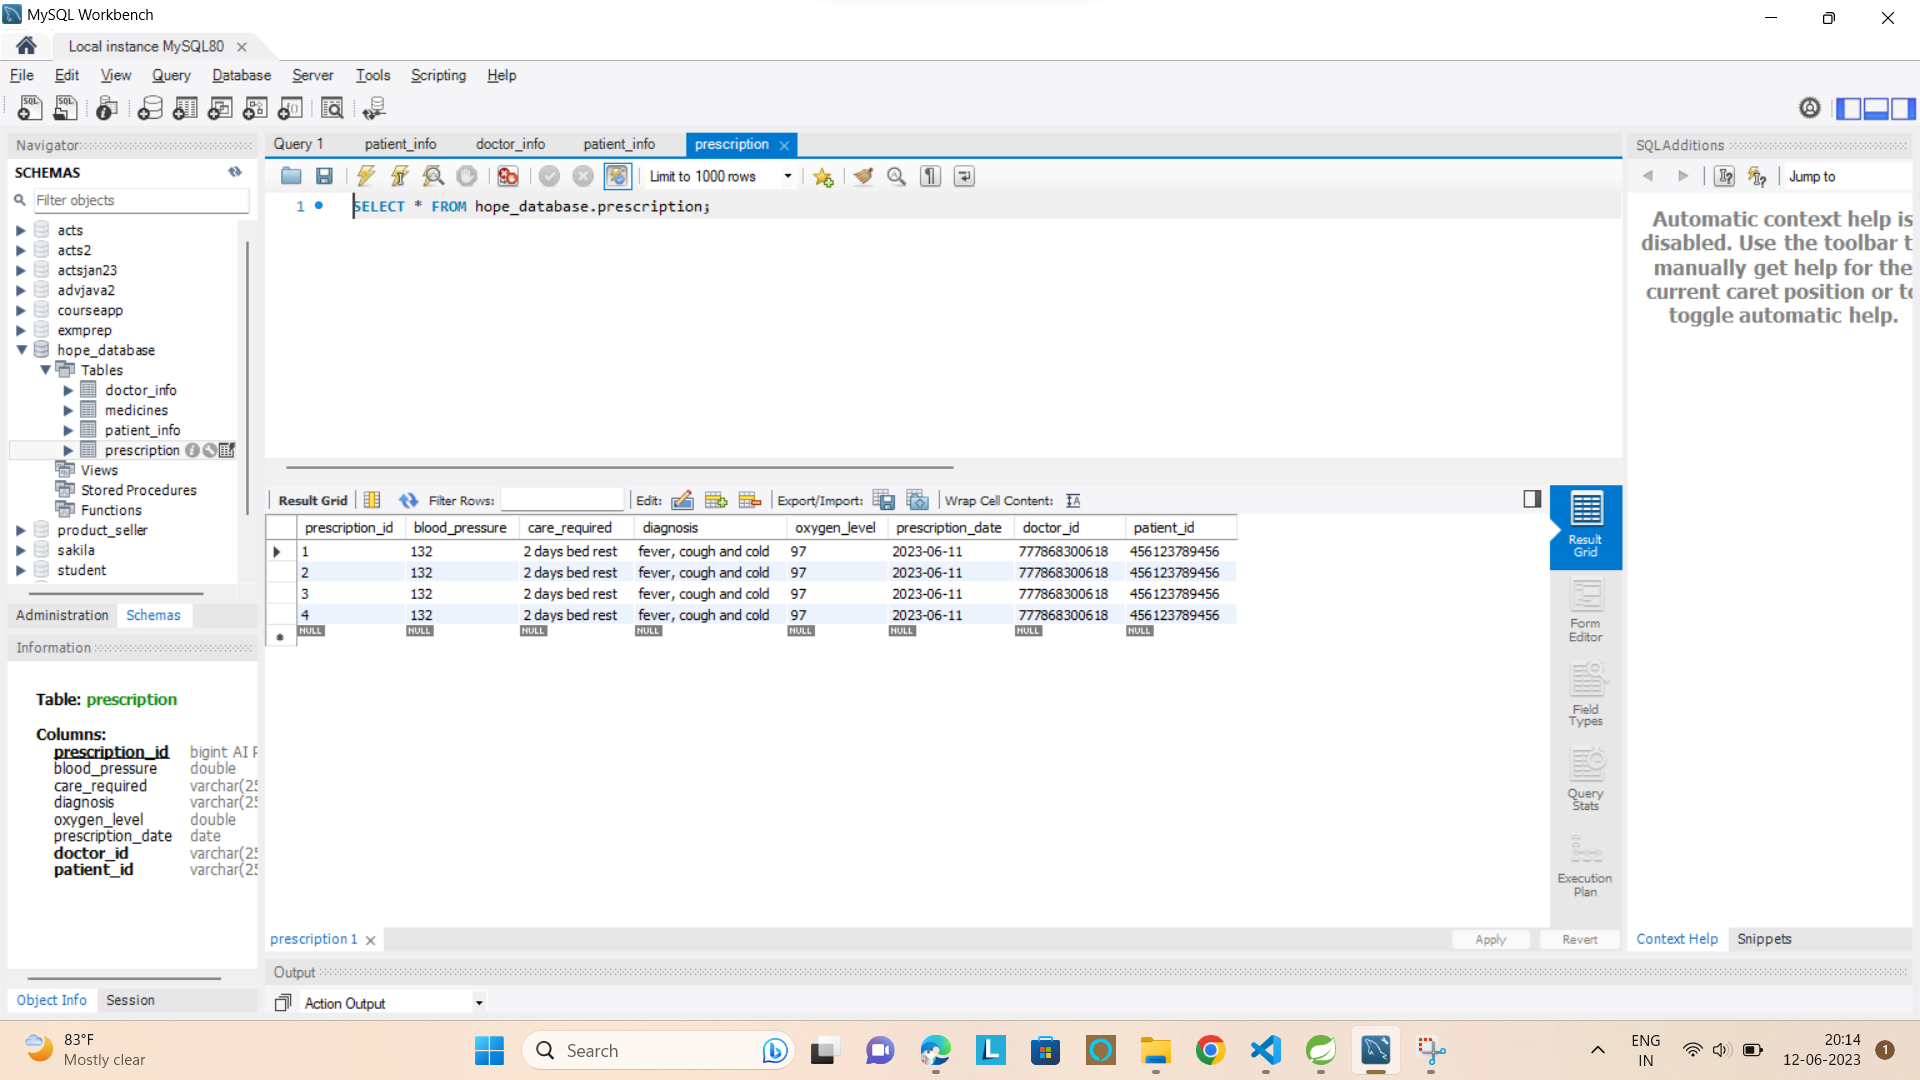 MySQL Workbench
Local instance MySQL80
File Edit View Query Database Server Tools Scripting Help
Navigator
SCHEMAS
Filter objects
acts
acts2
actsjan23
advjava2
courseapp
exmprep
hope_database
Tables
doctor_info
medicines
patient_info
prescription
Views
Stored Procedures
Functions
product_seller
sakila
student
Administration Schemas
Information
Table: prescription
Columns:
prescription_id bigint AI P
blood_pressure double
care_required varchar(25
diagnosis varchar(25
oxygen_level double
prescription_date date
doctor_id varchar(25
patient_id varchar(25
Object Info Session
Query 1 patient_info doctor_info patient_info prescription
Limit to 1000 rows
1 SELECT * FROM hope_database.prescription;
Result Grid Filter Rows: Edit: Export/Import: Wrap Cell Content:
prescription_id blood_pressure care_required diagnosis oxygen_level prescription_date doctor_id patient_id
1 132 2 days bed rest fever, cough and cold 97 2023-06-11 777868300618 456123789456
2 132 2 days bed rest fever, cough and cold 97 2023-06-11 777868300618 456123789456
3 132 2 days bed rest fever, cough and cold 97 2023-06-11 777868300618 456123789456
4 132 2 days bed rest fever, cough and cold 97 2023-06-11 777868300618 456123789456
NULL NULL NULL NULL NULL NULL NULL NULL
Result
Grid
Form
Editor
Field
Types
Query
Stats
Execution
Plan
prescription 1
Apply Revert
Output
Action Output
SQLAdditions
Jump to
Automatic context help is
disabled. Use the toolbar t
manually get help for the
current caret position or to
toggle automatic help.
Context Help Snippets
83°F
Mostly clear
Search
ENG
IN
20:14
12-06-2023
1